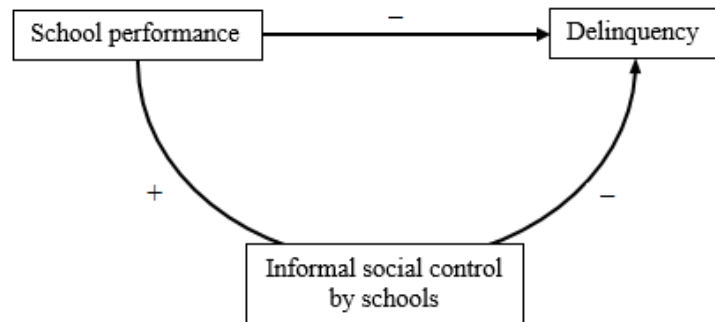 –
School performance
Delinquency
+
–
Informal social control
by schools